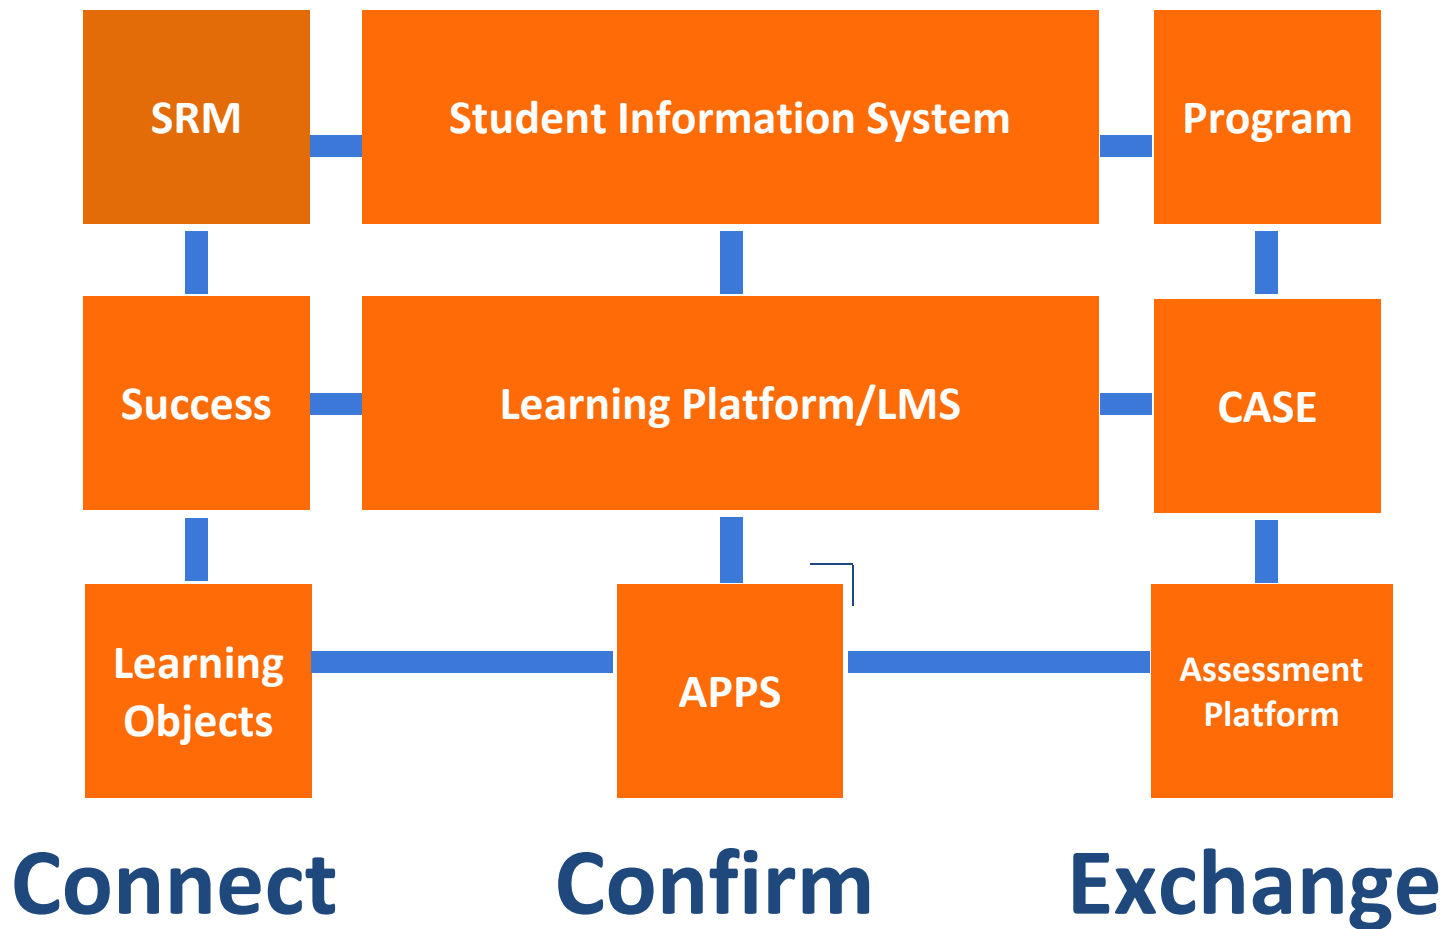 SRM
Student Information System
Program
Success
Learning Platform/LMS
CASE
Learning
Objects
APPS
Assessment
Platform
Connect
Confirm
Exchange